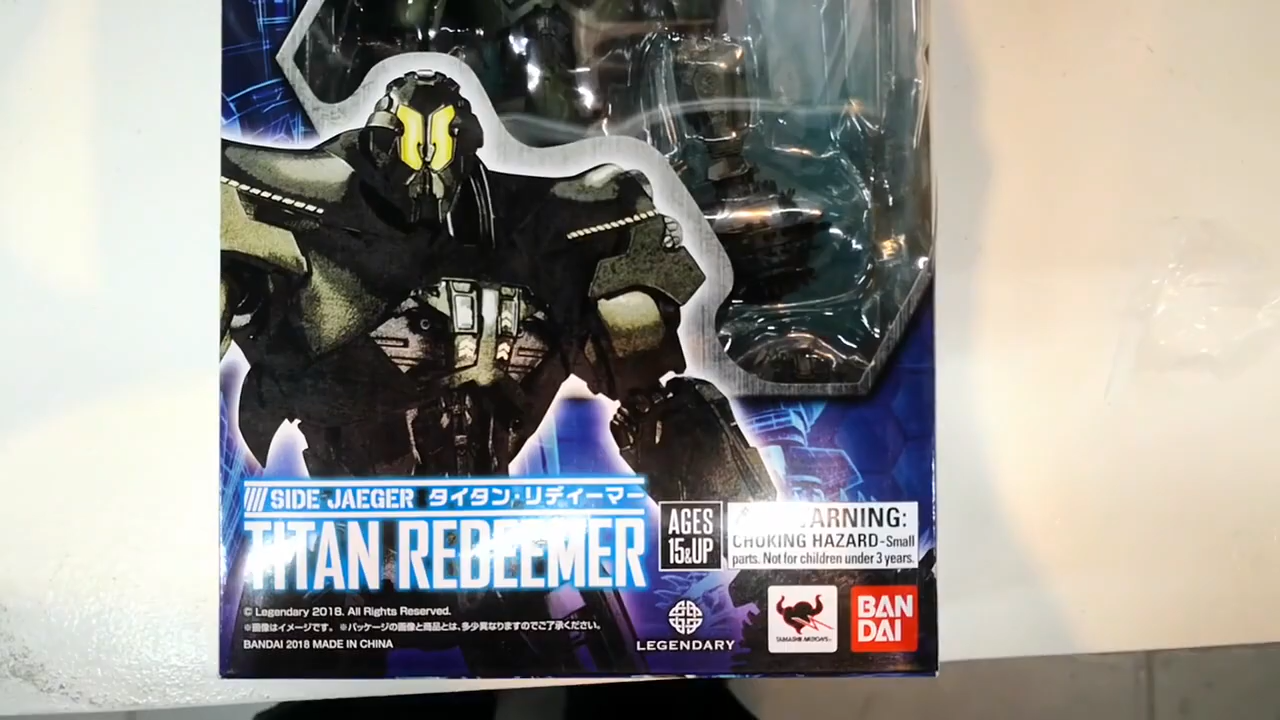 SIDE JAEGER タイタン・リディーマー
TITAN REDEEMER
AGES
15&UP
WARNING:
CHOKING HAZARD-Small
parts. Not for children under 3 years.
© Legendary 2018. All Rights Reserved.
※画像はイメージです。 ※パッケージの画像と商品とは、多少異なりますのでご了承ください。
BANDAI 2018 MADE IN CHINA
LEGENDARY
TAMASHII NATIONS
BAN
DAI